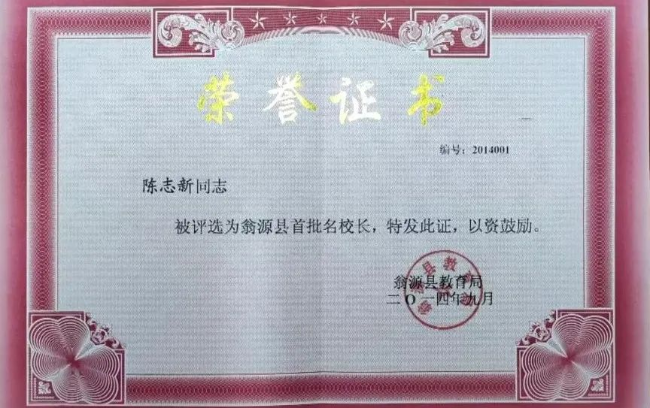 荣誉证书
编号：2014001
陈志新同志
被评选为翁源县首批名校长，特发此证，以资鼓励。
翁源县教育局
二〇一四年九月